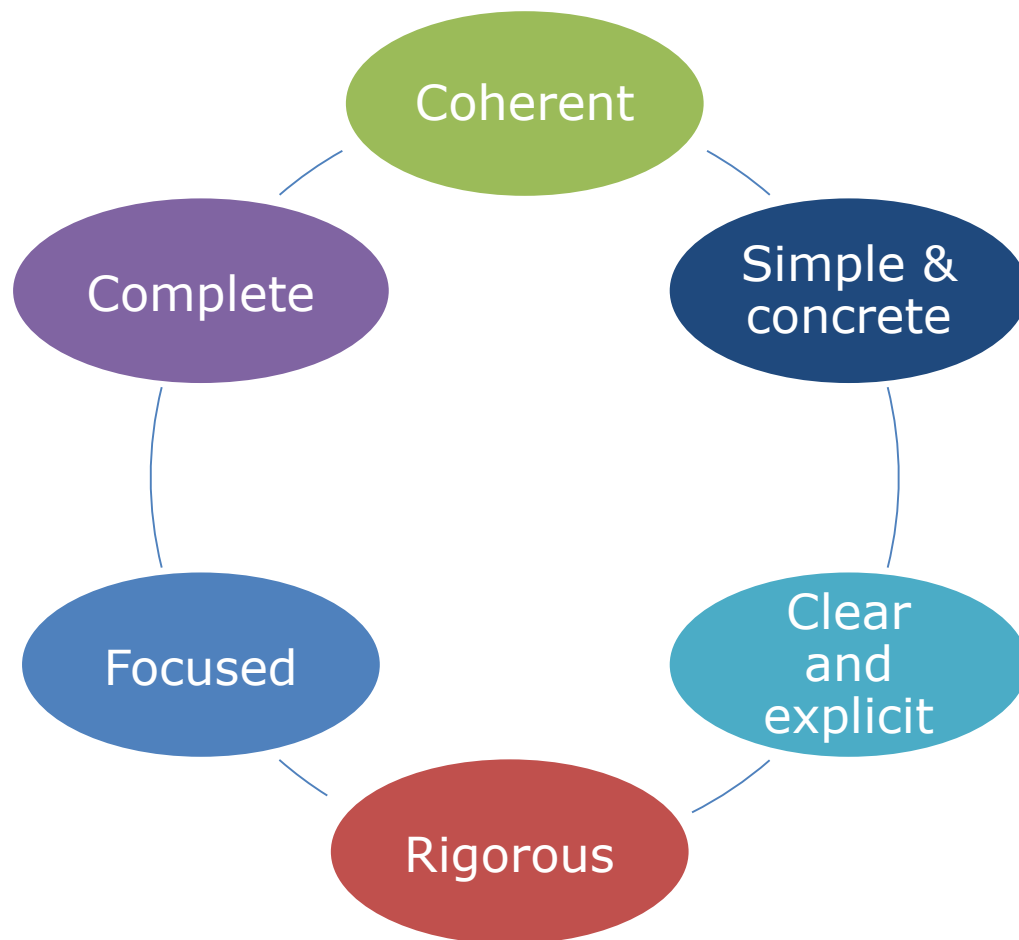 Coherent
Simple &
concrete
Clear
and
explicit
Rigorous
Focused
Complete